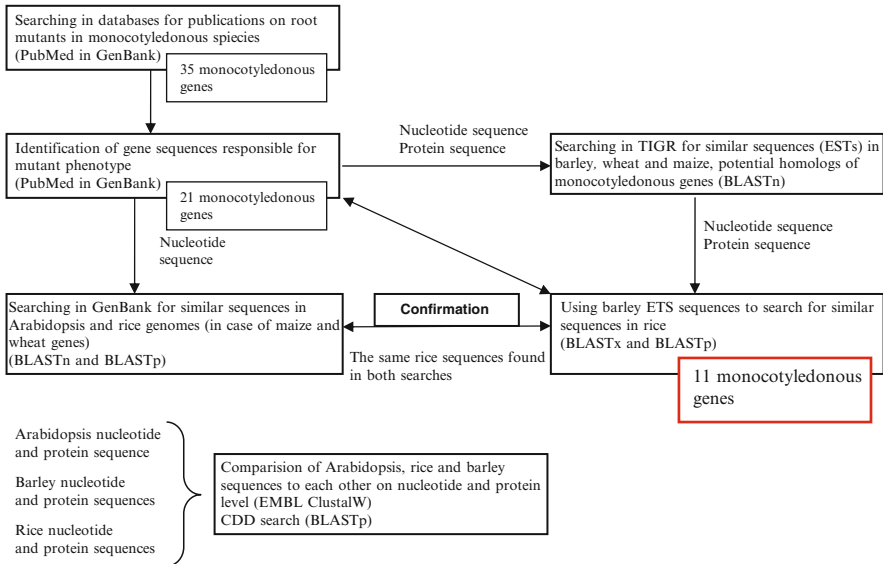 Searching in databases for publications on root
mutants in monocotyledonous spiecies
(PubMed in GenBank)
35 monocotyledonous
genes
Identification of gene sequences responsible for
mutant phenotype
(PubMed in GenBank)
21 monocotyledonous
genes
Nucleotide sequence
Protein sequence
Searching in TIGR for similar sequences (ESTs) in
barley, wheat and maize, potential homologs of
monocotyledonous genes (BLASTn)
Nucleotide
sequence
Nucleotide sequence
Protein sequence
Searching in GenBank for similar sequences in
Arabidopsis and rice genomes (in case of maize and
wheat genes)
(BLASTn and BLASTp)
Confirmation
The same rice sequences found
in both searches
Using barley ETS sequences to search for similar
sequences in rice
(BLASTx and BLASTp)
11 monocotyledonous
genes
Arabidopsis nucleotide
and protein sequence
Barley nucleotide
and protein sequences
Rice nucleotide
and protein sequences
Comparision of Arabidopsis, rice and barley
sequences to each other on nucleotide and protein
level (EMBL ClustalW)
CDD search (BLASTp)